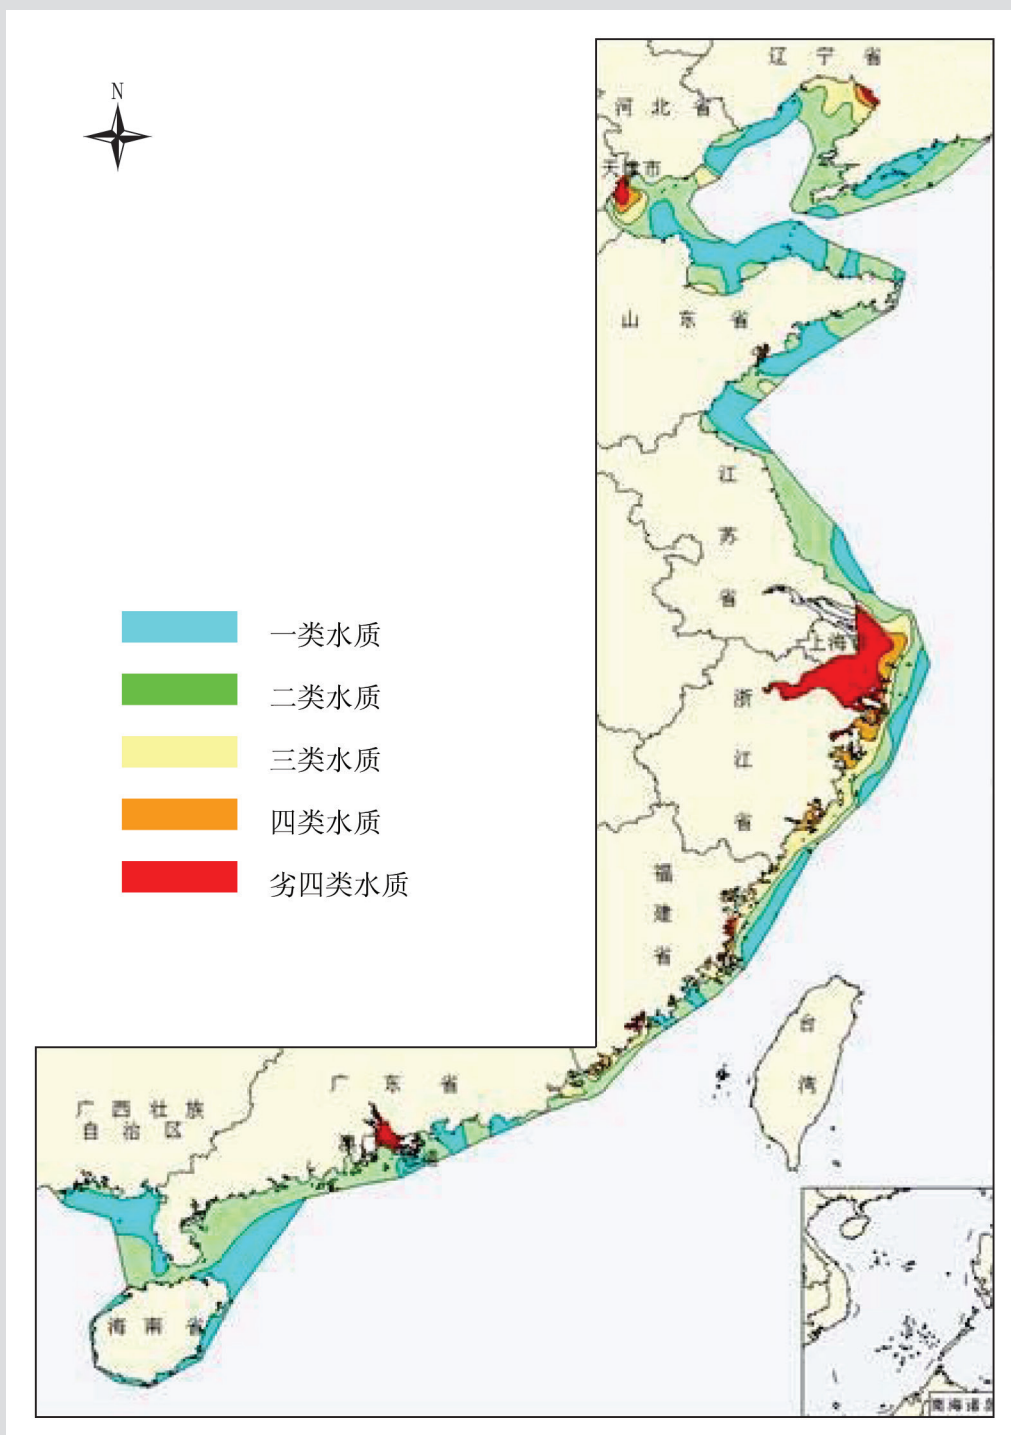 N
辽宁省
河北省
天津市
山东省
江苏省
上海市
浙江省
福建省
台湾
广东省
广西壮族
自治区
澳门
海南省
南海诸岛
一类水质
二类水质
三类水质
四类水质
劣四类水质